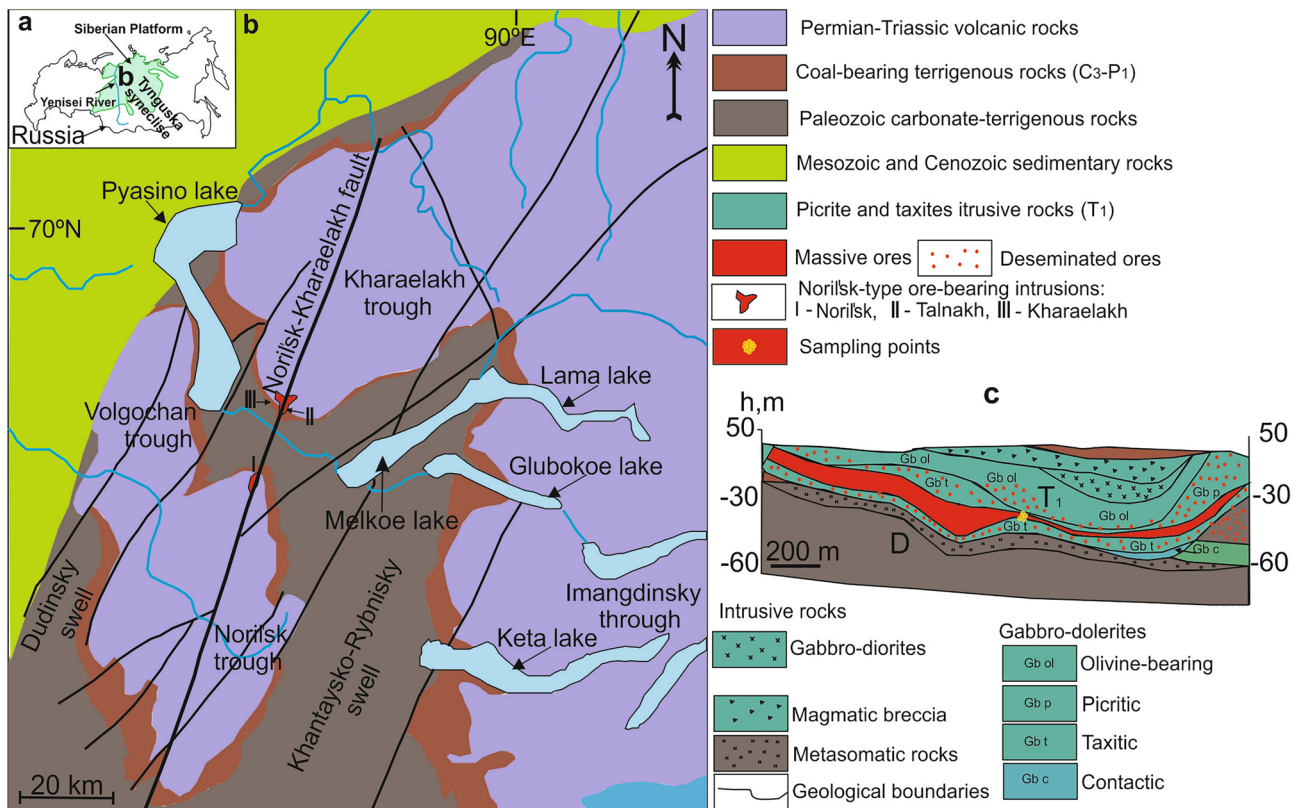 a
Siberian Platform
b
Yenisei River
Tynguska
syneclise
Russia
b
90ºE
N
70ºN
Pyasino lake
Noril'sk-Kharaelakh fault
Kharaelakh
trough
Volgochan
trough
III
II
I
Lama lake
Glubokoe lake
Melkoe lake
Imangdinsky
through
Keta lake
Dudinsky
swell
Noril'sk
trough
Khantaysko-Rybnisky
swell
20 km
Permian-Triassic volcanic rocks
Coal-bearing terrigenous rocks (C3-P1)
Paleozoic carbonate-terrigenous rocks
Mesozoic and Cenozoic sedimentary rocks
Picrite and taxites itrusive rocks (T1)
Massive ores
Deseminated ores
Noril'sk-type ore-bearing intrusions:
I - Noril'sk, II - Talnakh, III - Kharaelakh
Sampling points
h,m
c
50
50
-30
-30
-60
-60
Gb ol
Gb t
Gb ol
T1
Gb ol
Gb p
Gb t
Gb t
Gb c
D
200 m
Intrusive rocks
Gabbro-diorites
Magmatic breccia
Metasomatic rocks
Geological boundaries
Gabbro-dolerites
Gb ol Olivine-bearing
Gb p Picritic
Gb t Taxitic
Gb c Contactic